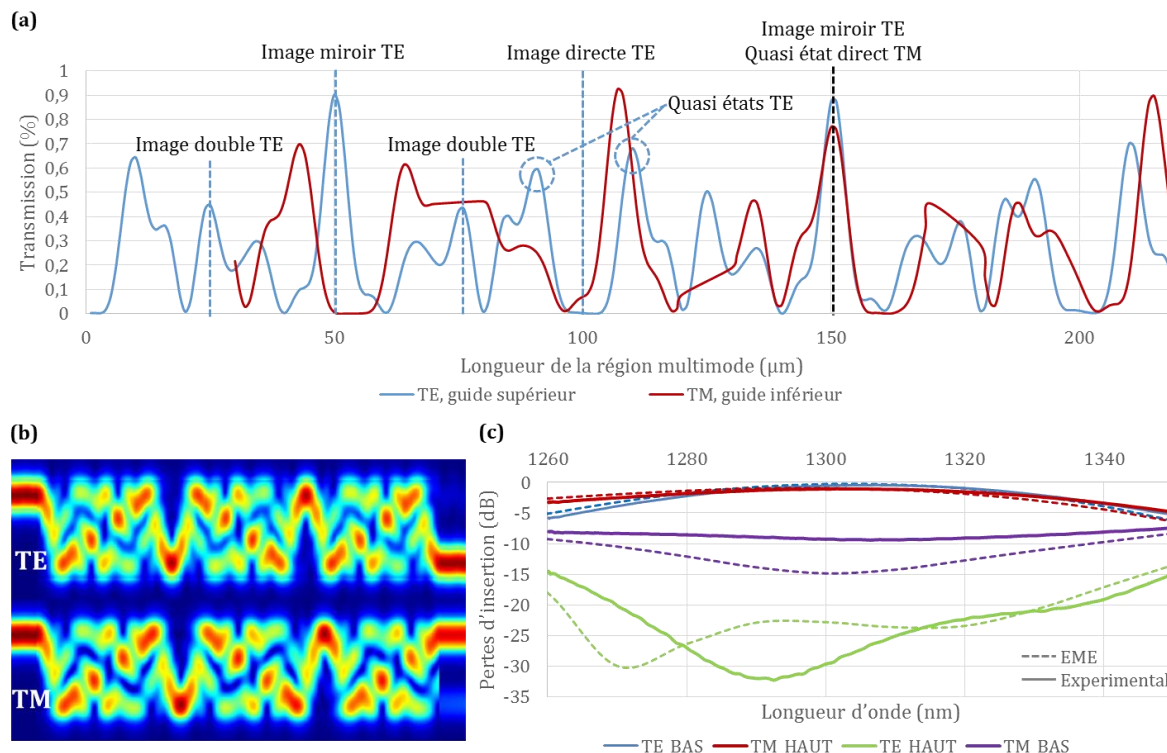 (a)
Image miroir TE
Image directe TE
Image miroir TE
Quasi état direct TM
Quasi états TE
Image double TE
Image double TE
Transmission (%)
1
0,9
0,8
0,7
0,6
0,5
0,4
0,3
0,2
0,1
0
0 50 100 150 200
Longueur de la région multimode (µm)
TE, guide supérieur TM, guide inférieur
(b)
TE
TM
(c)
1260 1280 1300 1320 1340
Pertes d'insertion (dB)
0
-5
-10
-15
-20
-25
-30
-35
EME
Experimental
Longueur d'onde (nm)
TE BAS TM HAUT TE HAUT TM BAS